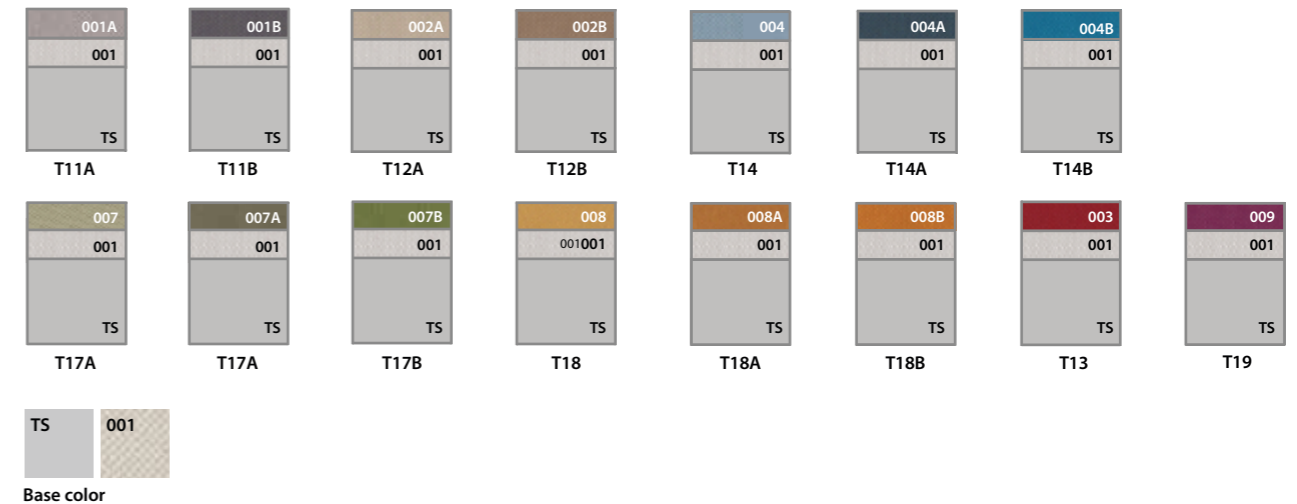 001A 001B 002A 002B 004 004A 004B
001 001 001 001 001 001 001
TS TS TS TS TS TS TS
T11A T11B T12A T12B T14 T14A T14B
007 007A 007B 008 008A 008B 003 009
001 001 001 001001 001 001 001 001
TS TS TS TS TS TS TS TS
T17A T17A T17B T18 T18A T18B T13 T19
TS 001
Base color